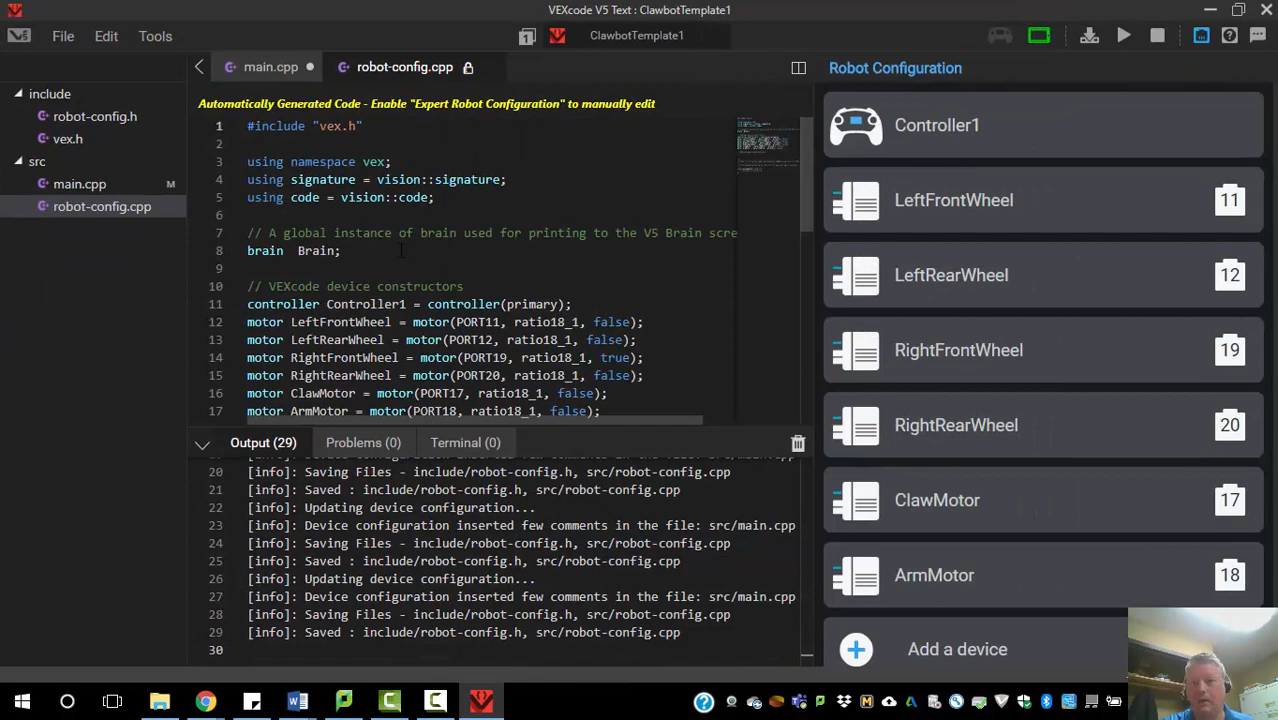 VEXcode V5 Text : ClawbotTemplate1
V5
File
Edit
Tools
1
ClawbotTemplate1
include
robot-config.h
vex.h
src
main.cpp
M
robot-config.cpp
main.cpp
robot-config.cpp
Automatically Generated Code - Enable "Expert Robot Configuration" to manually edit
1 #include "vex.h"
2
3 using namespace vex;
4 using signature = vision::signature;
5 using code = vision::code;
6
7 // A global instance of brain used for printing to the V5 Brain scre
8 brain  Brain;
9
10 // VEXcode device constructors
11 controller Controller1 = controller(primary);
12 motor LeftFrontWheel = motor(PORT11, ratio18_1, false);
13 motor LeftRearWheel = motor(PORT12, ratio18_1, false);
14 motor RightFrontWheel = motor(PORT19, ratio18_1, true);
15 motor RightRearWheel = motor(PORT20, ratio18_1, false);
16 motor ClawMotor = motor(PORT17, ratio18_1, false);
17 motor ArmMotor = motor(PORT18, ratio18_1, false);
Output (29)
Problems (0)
Terminal (0)
20 [info]: Saving Files - include/robot-config.h, src/robot-config.cpp
21 [info]: Saved : include/robot-config.h, src/robot-config.cpp
22 [info]: Updating device configuration...
23 [info]: Device configuration inserted few comments in the file: src/main.cpp
24 [info]: Saving Files - include/robot-config.h, src/robot-config.cpp
25 [info]: Saved : include/robot-config.h, src/robot-config.cpp
26 [info]: Updating device configuration...
27 [info]: Device configuration inserted few comments in the file: src/main.cpp
28 [info]: Saving Files - include/robot-config.h, src/robot-config.cpp
29 [info]: Saved : include/robot-config.h, src/robot-config.cpp
30
Robot Configuration
Controller1
LeftFrontWheel 11
LeftRearWheel 12
RightFrontWheel 19
RightRearWheel 20
ClawMotor 17
ArmMotor 18
Add a device